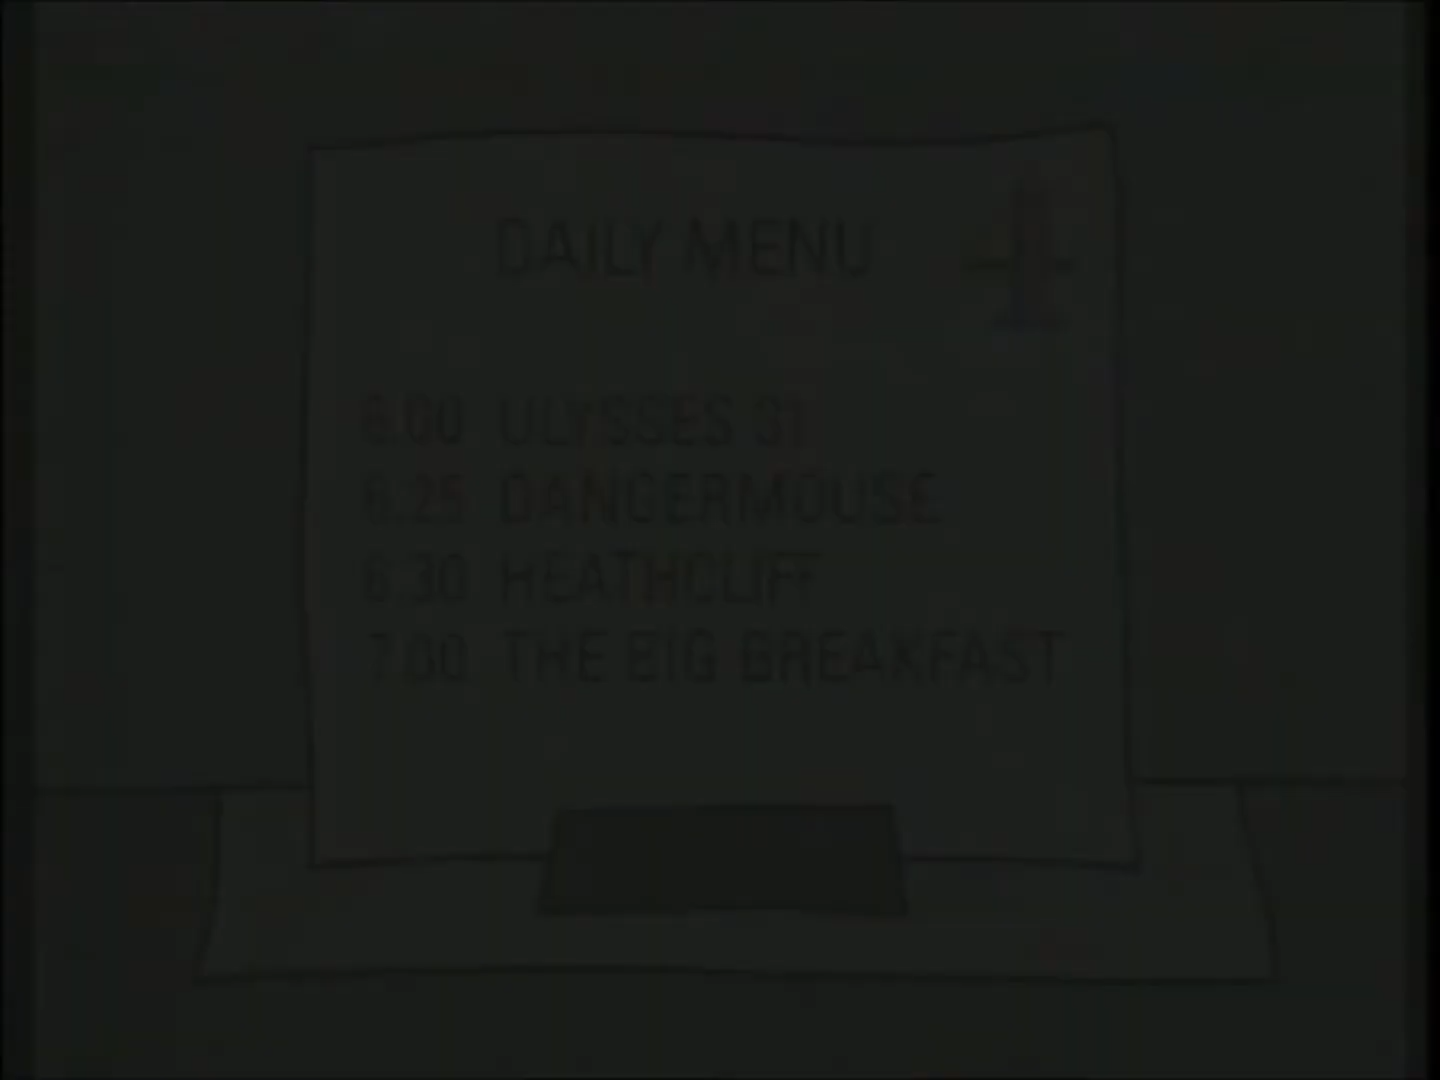 DAILY MENU
6.00 ULYSSES 31
6.25 DANGERMOUSE
6.30 HEATHCLIFF
7.00 THE BIG BREAKFAST